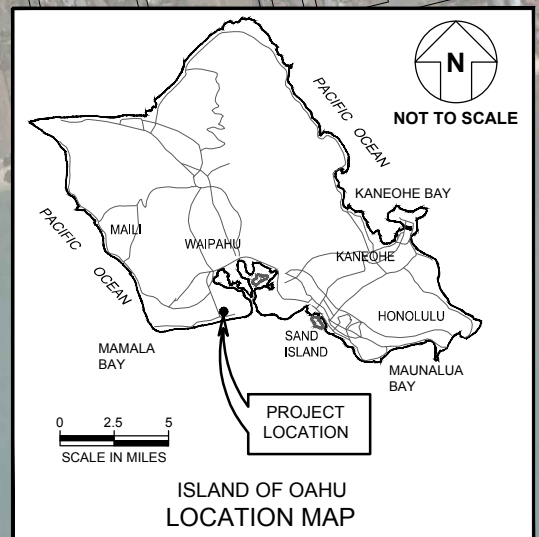 N
NOT TO SCALE
PACIFIC OCEAN
KANEOHE BAY
PACIFIC OCEAN
MAILI
WAIPAHU
KANEOHE
HONOLULU
SAND
ISLAND
MAMALA
BAY
MAUNALUA
BAY
PROJECT
LOCATION
0 2.5 5
SCALE IN MILES
ISLAND OF OAHU
LOCATION MAP